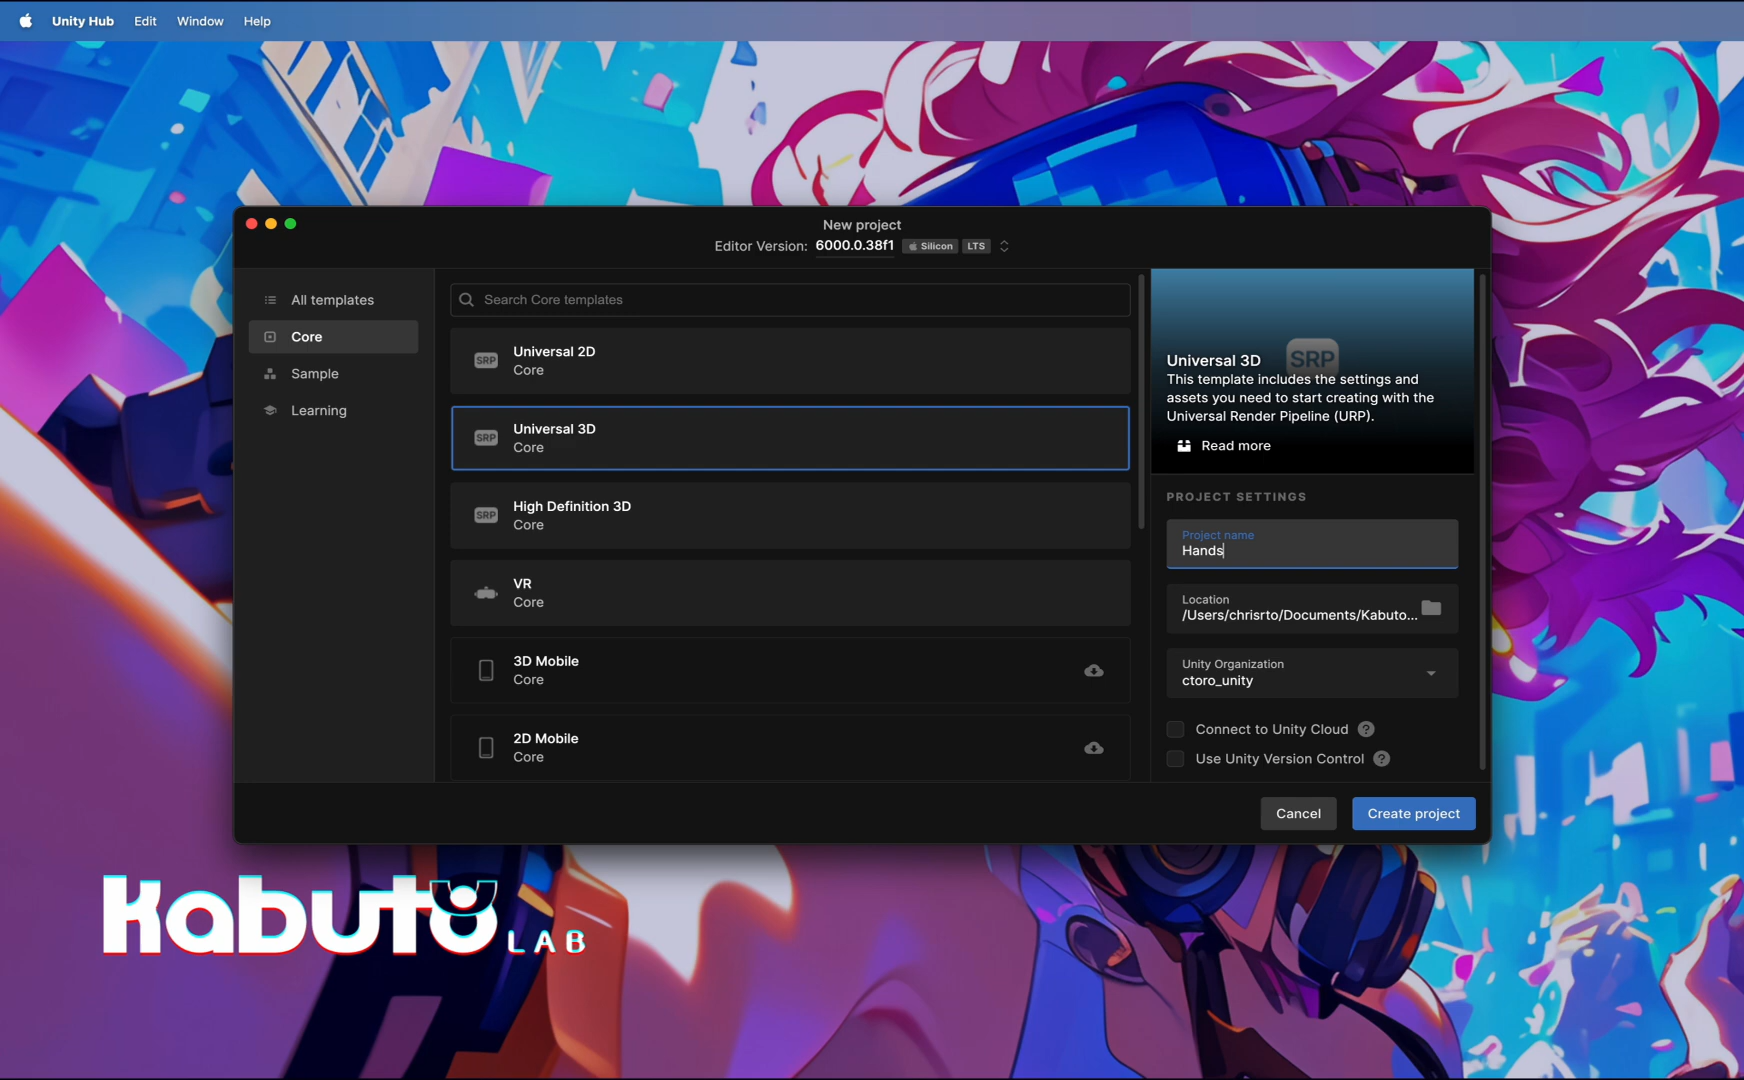 Unity Hub Edit Window Help
New project
Editor Version: 6000.0.38f1 Silicon LTS
All templates
Core
Sample
Learning
Search Core templates
SRP
Universal 2D
Core
SRP
Universal 3D
Core
SRP
High Definition 3D
Core
VR
Core
3D Mobile
Core
2D Mobile
Core
SRP
Universal 3D
This template includes the settings and
assets you need to start creating with the
Universal Render Pipeline (URP).
Read more
PROJECT SETTINGS
Project name
Hands
Location
/Users/chrisrto/Documents/Kabuto...
Unity Organization
ctoro_unity
Connect to Unity Cloud ?
Use Unity Version Control ?
Cancel Create project
Kabuto LAB